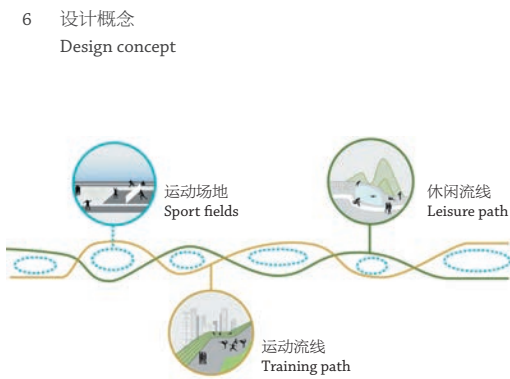 6 设计概念
Design concept
运动场地
Sport fields
休闲流线
Leisure path
运动流线
Training path